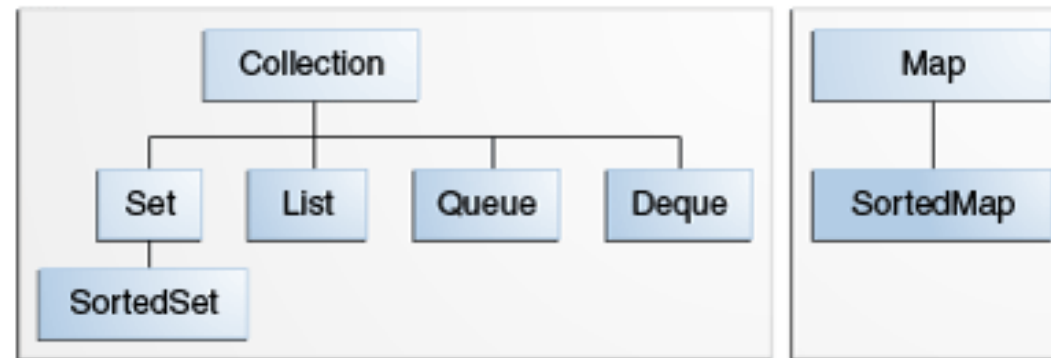 Collection
Map
Set
List
Queue
Deque
SortedMap
SortedSet